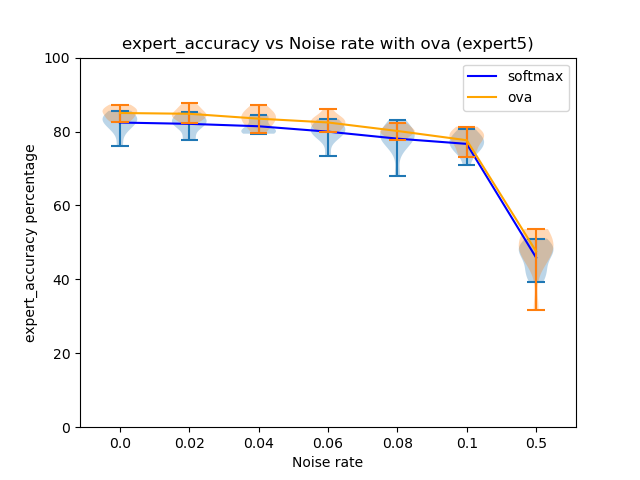 expert_accuracy vs Noise rate with ova (expert5)
softmax
ova
expert_accuracy percentage
100
80
60
40
20
0
0.0 0.02 0.04 0.06 0.08 0.1 0.5
Noise rate